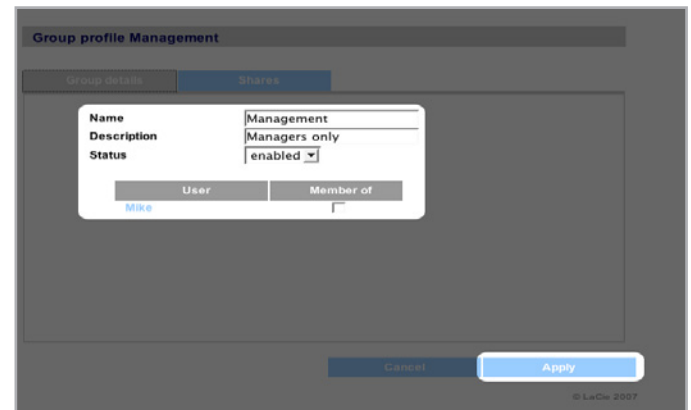 Group profile Management
Group details Shares
Name Management
Description Managers only
Status enabled
User Member of
Mike
Cancel Apply
© LaCie 2007